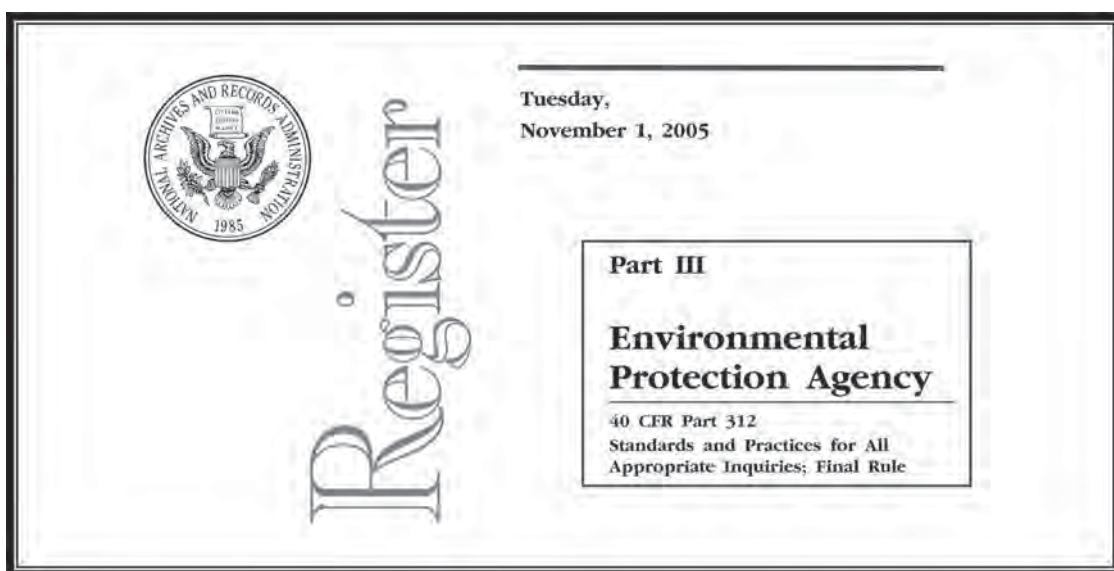 NATIONAL ARCHIVES AND RECORDS ADMINISTRATION
1985
Register
Tuesday,
November 1, 2005
Part III
Environmental
Protection Agency
40 CFR Part 312
Standards and Practices for All
Appropriate Inquiries; Final Rule